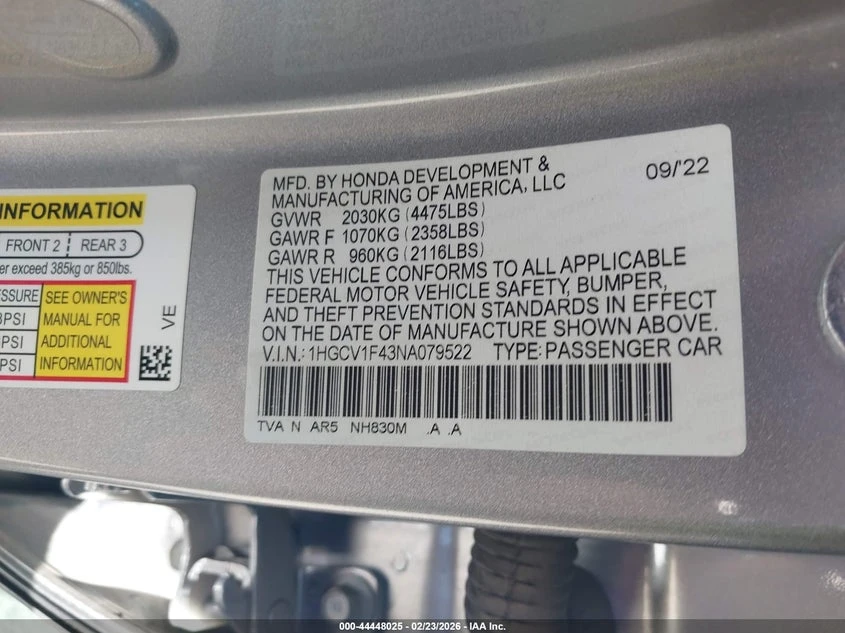 INFORMATION
FRONT 2 REAR 3
er exceed 385kg or 850lbs.
ESSURE
PSI
PSI
PSI
SEE OWNER'S
MANUAL FOR
ADDITIONAL
INFORMATION
VE
MFD. BY HONDA DEVELOPMENT &
MANUFACTURING OF AMERICA, LLC
09/'22
GVWR 2030KG (4475LBS)
GAWR F 1070KG (2358LBS)
GAWR R 960KG (2116LBS)
THIS VEHICLE CONFORMS TO ALL APPLICABLE
FEDERAL MOTOR VEHICLE SAFETY, BUMPER,
AND THEFT PREVENTION STANDARDS IN EFFECT
ON THE DATE OF MANUFACTURE SHOWN ABOVE.
V.I.N.: 1HGCV1F43NA079522 TYPE: PASSENGER CAR
TVA N AR5 NH830M .A .A
000-44448025 - 02/23/2026 - IAA Inc.